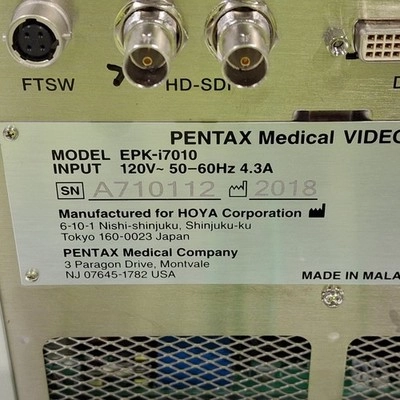 FTSW
HD-SDI
D
PENTAX Medical VIDEO
MODEL EPK-i7010
INPUT 120V~ 50-60Hz 4.3A
SN A710112 2018
Manufactured for HOYA Corporation
6-10-1 Nishi-shinjuku, Shinjuku-ku
Tokyo 160-0023 Japan
PENTAX Medical Company
3 Paragon Drive, Montvale
NJ 07645-1782 USA
MADE IN MALA